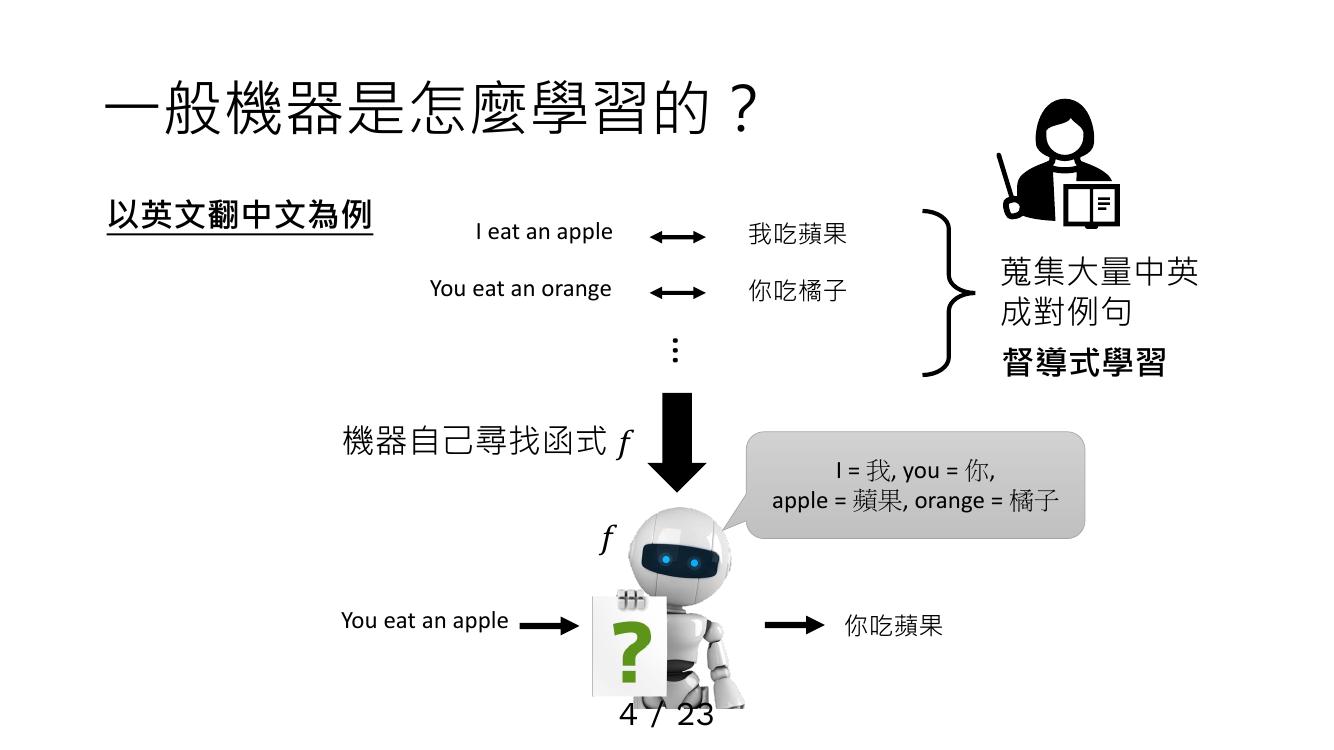 一般機器是怎麼學習的？
以英文翻中文為例
I eat an apple 我吃蘋果
You eat an orange 你吃橘子
⋮
蒐集大量中英
成對例句
督導式學習
機器自己尋找函式 f
I = 我, you = 你,
apple = 蘋果, orange = 橘子
f
You eat an apple ? 你吃蘋果
4 / 23